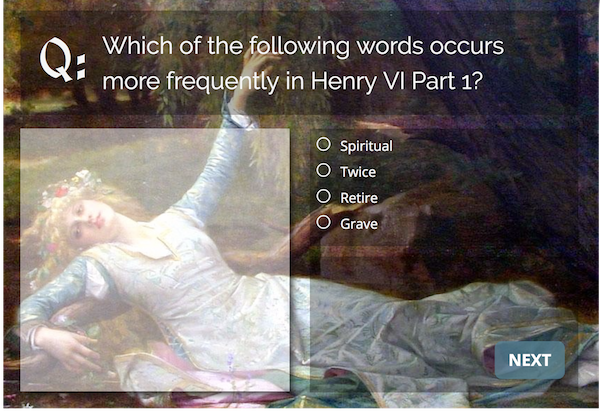 Q: Which of the following words occurs
more frequently in Henry VI Part 1?
Spiritual
Twice
Retire
Grave
NEXT